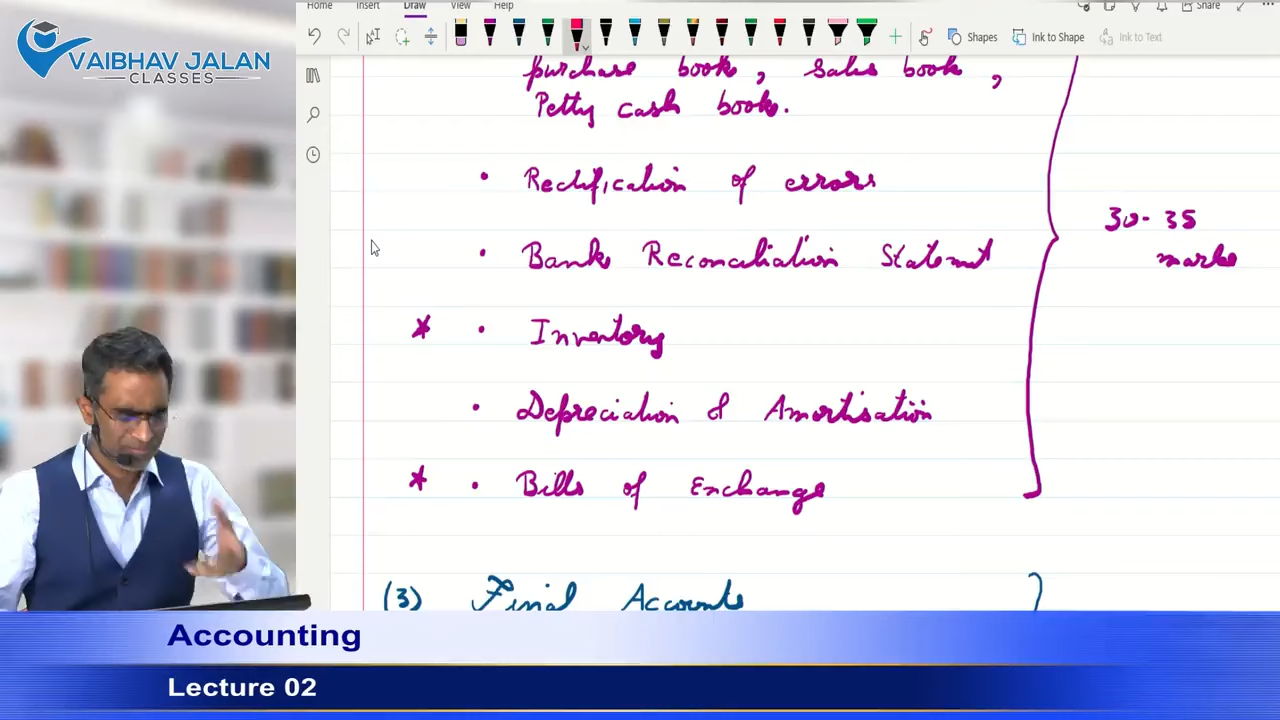 Home Insert Draw View Help Share
VAIBHAV JALAN
CLASSES
Shapes Ink to Shape Ink to Text
purchase book, Sales book,
Petty cash book.
• Rectification of errors
• Bank Reconciliation Statement
30-35
marks
* • Inventory
• Depreciation & Amortisation
* • Bills of Exchange
(3) Final Accounts
Accounting
Lecture 02